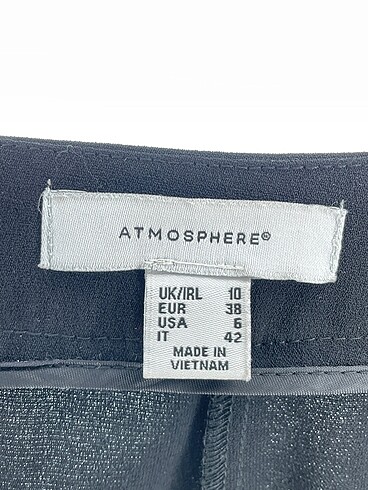 ATMOSPHERE®
UK/IRL 10
EUR 38
USA 6
IT 42
MADE IN
VIETNAM